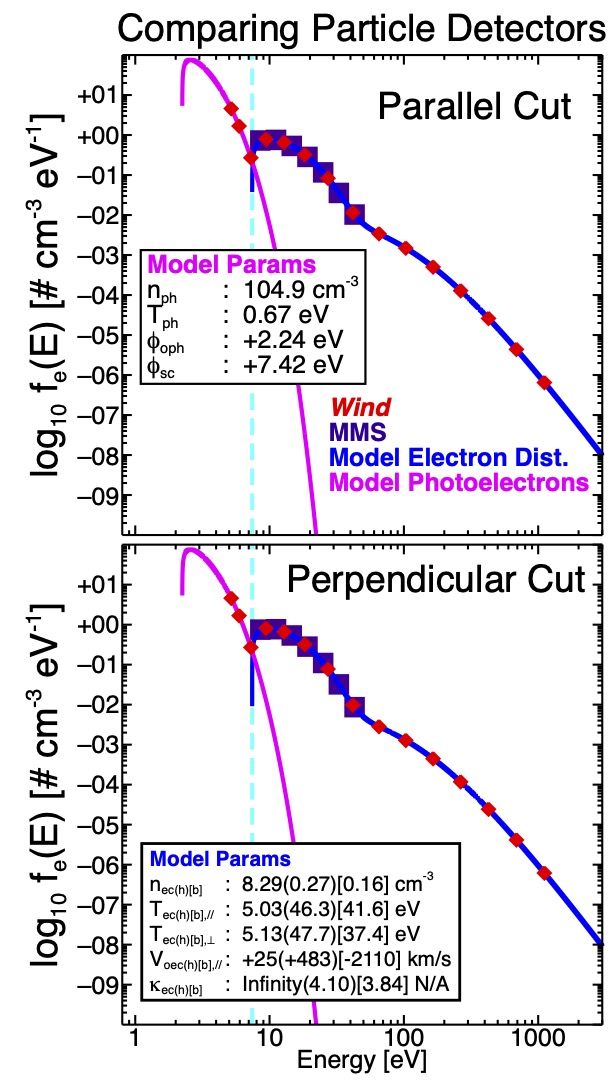 Comparing Particle Detectors
Parallel Cut
+01
+00
−01
−02
−03
−04
−05
−06
−07
−08
−09
log₁₀ fₑ(E) [# cm⁻³ eV⁻¹]
Model Params
nₚₕ : 104.9 cm⁻³
Tₚₕ : 0.67 eV
ϕₒₚₕ : +2.24 eV
ϕsc : +7.42 eV
Wind
MMS
Model Electron Dist.
Model Photoelectrons
Perpendicular Cut
+01
+00
−01
−02
−03
−04
−05
−06
−07
−08
−09
log₁₀ fₑ(E) [# cm⁻³ eV⁻¹]
Model Params
nec(h)[b] : 8.29(0.27)[0.16] cm⁻³
Tec(h)[b],// : 5.03(46.3)[41.6] eV
Tec(h)[b],⊥ : 5.13(47.7)[37.4] eV
Voec(h)[b],// : +25(+483)[-2110] km/s
κec(h)[b] : Infinity(4.10)[3.84] N/A
1 10 100 1000
Energy [eV]